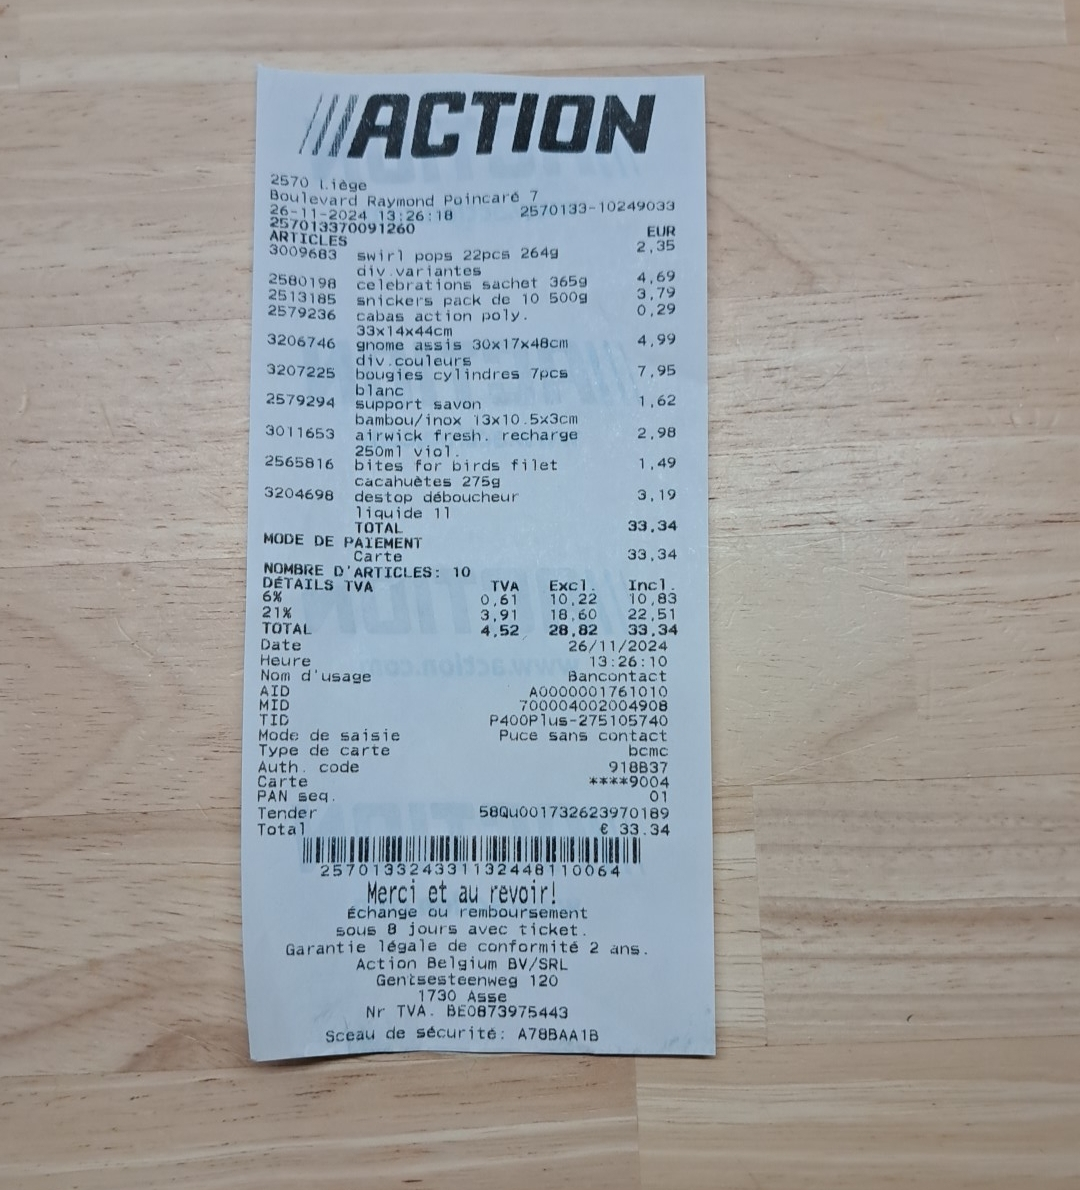 ///ACTION
2570 Liège
Boulevard Raymond Poincaré 7
26-11-2024 13:26:18 2570133-10249033
257013370091260
ARTICLES EUR
3009683 swirl pops 22pcs 264g 2,35
div.variantes
2580198 celebrations sachet 365g 4,69
2513185 snickers pack de 10 500g 3,79
2579236 cabas action poly. 0,29
33x14x44cm
3206746 gnome assis 30x17x48cm 4,99
div.couleurs
3207225 bougies cylindres 7pcs 7,95
blanc
2579294 support savon 1,62
bambou/inox 13x10.5x3cm
3011653 airwick fresh. recharge 2,98
250ml viol.
2565816 bites for birds filet 1,49
cacahuètes 275g
3204698 destop déboucheur 3,19
liquide 1l
TOTAL 33,34
MODE DE PAIEMENT
Carte 33,34
NOMBRE D'ARTICLES: 10
DÉTAILS TVA TVA Excl. Incl.
6% 0,61 10,22 10,83
21% 3,91 18,60 22,51
TOTAL 4,52 28,82 33,34
Date 26/11/2024
Heure 13:26:10
Nom d'usage Bancontact
AID A0000001761010
MID 700004002004908
TID P400Plus-275105740
Mode de saisie Puce sans contact
Type de carte bcmc
Auth. code 918B37
Carte ****9004
PAN seq. 01
Tender 58Qu001732623970189
Total € 33.34
2570133243311324481​10064
Merci et au revoir!
Échange ou remboursement
sous 8 jours avec ticket.
Garantie légale de conformité 2 ans.
Action Belgium BV/SRL
Gentsesteenweg 120
1730 Asse
Nr TVA. BE0873975443
Sceau de sécurité: A78BAA1B